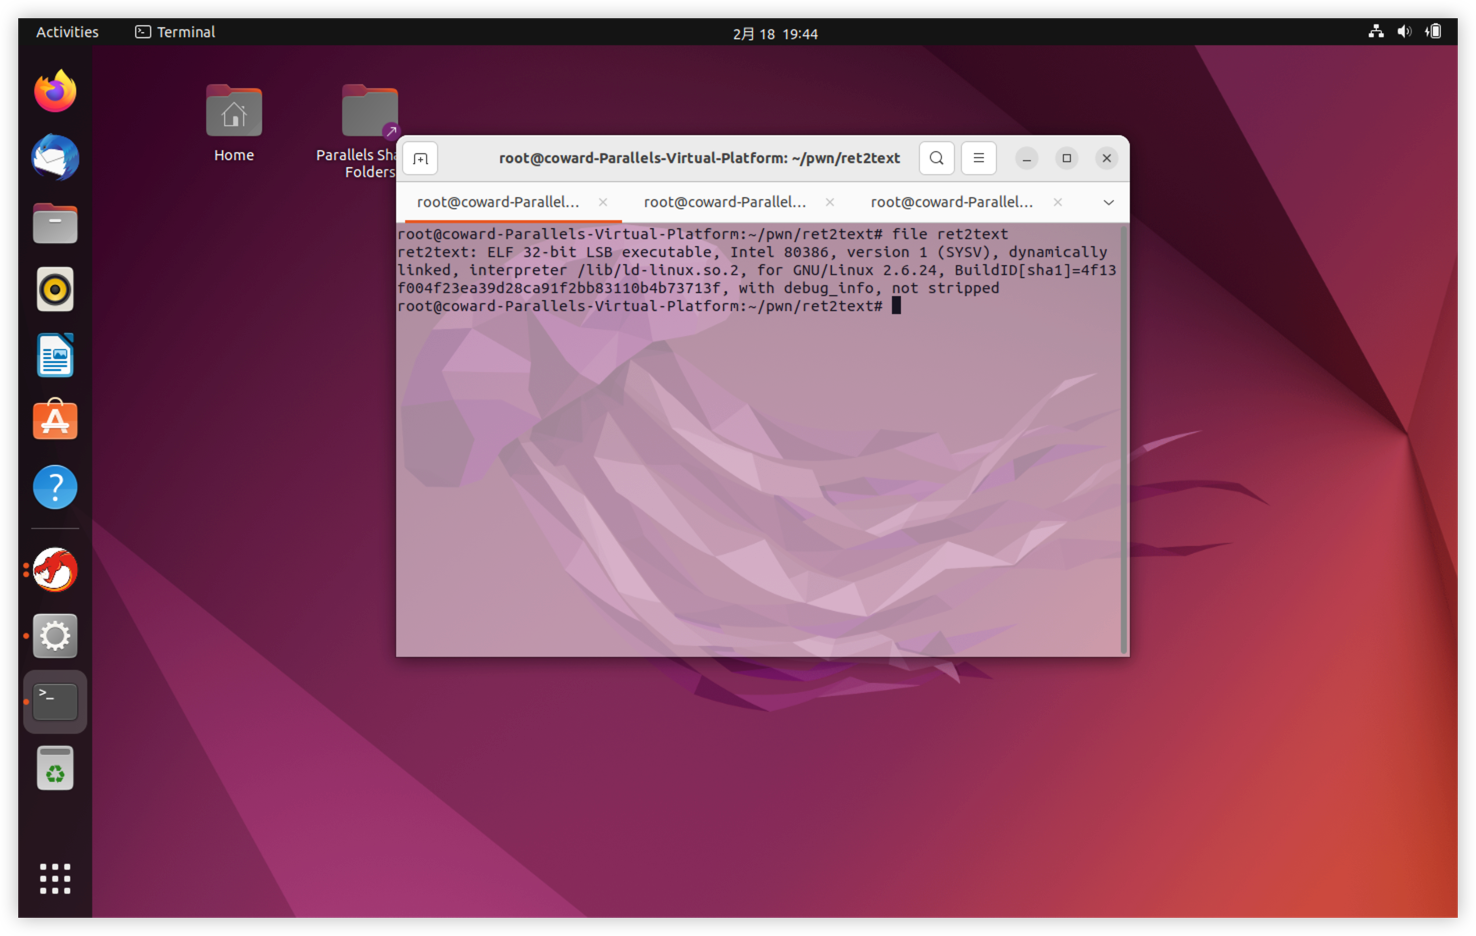 Activities
Terminal
2月 18 19:44
Home
Parallels Sha
Folders
root@coward-Parallels-Virtual-Platform: ~/pwn/ret2text
root@coward-Parallel...
root@coward-Parallel...
root@coward-Parallel...
root@coward-Parallels-Virtual-Platform:~/pwn/ret2text# file ret2text
ret2text: ELF 32-bit LSB executable, Intel 80386, version 1 (SYSV), dynamically
linked, interpreter /lib/ld-linux.so.2, for GNU/Linux 2.6.24, BuildID[sha1]=4f13
f004f23ea39d28ca91f2bb83110b4b73713f, with debug_info, not stripped
root@coward-Parallels-Virtual-Platform:~/pwn/ret2text#